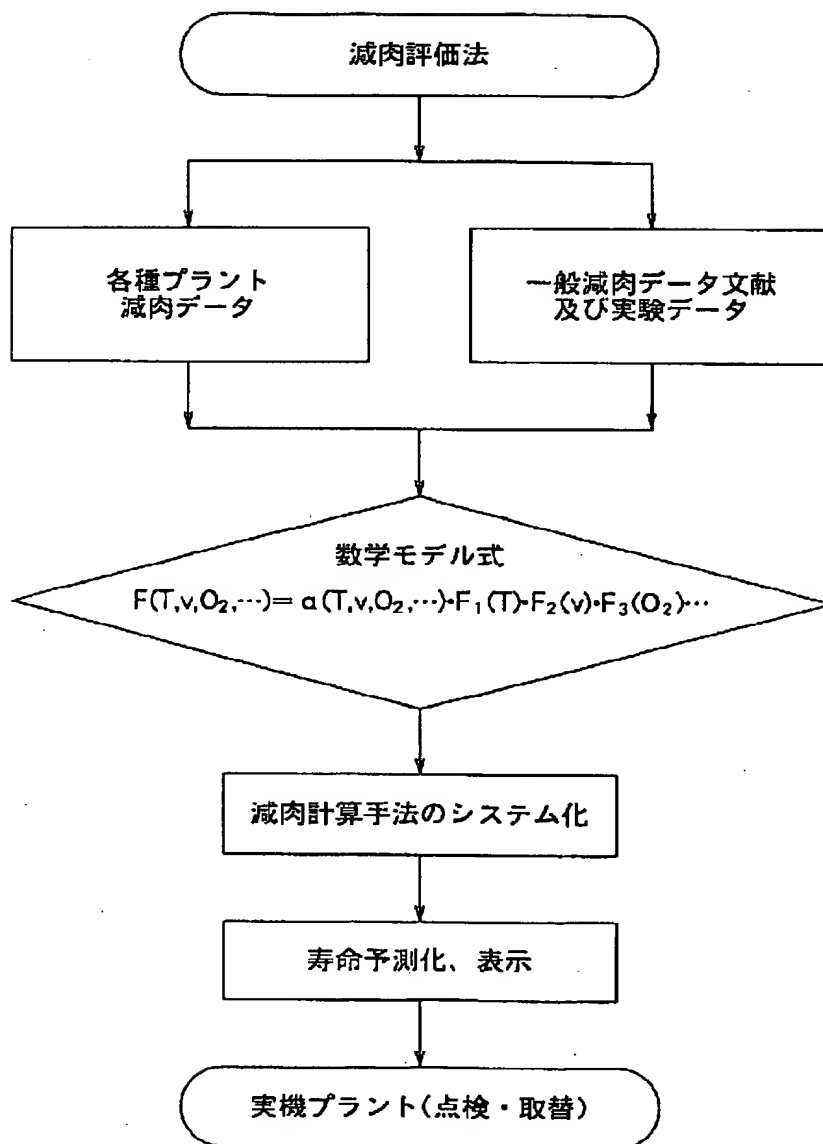 減肉評価法
各種プラント
減肉データ
一般減肉データ文献
及び実験データ
数学モデル式
F(T,v,O₂,…)= a(T,v,O₂,…)·F₁(T)·F₂(v)·F₃(O₂)…
減肉計算手法のシステム化
寿命予測化、表示
実機プラント(点検・取替)